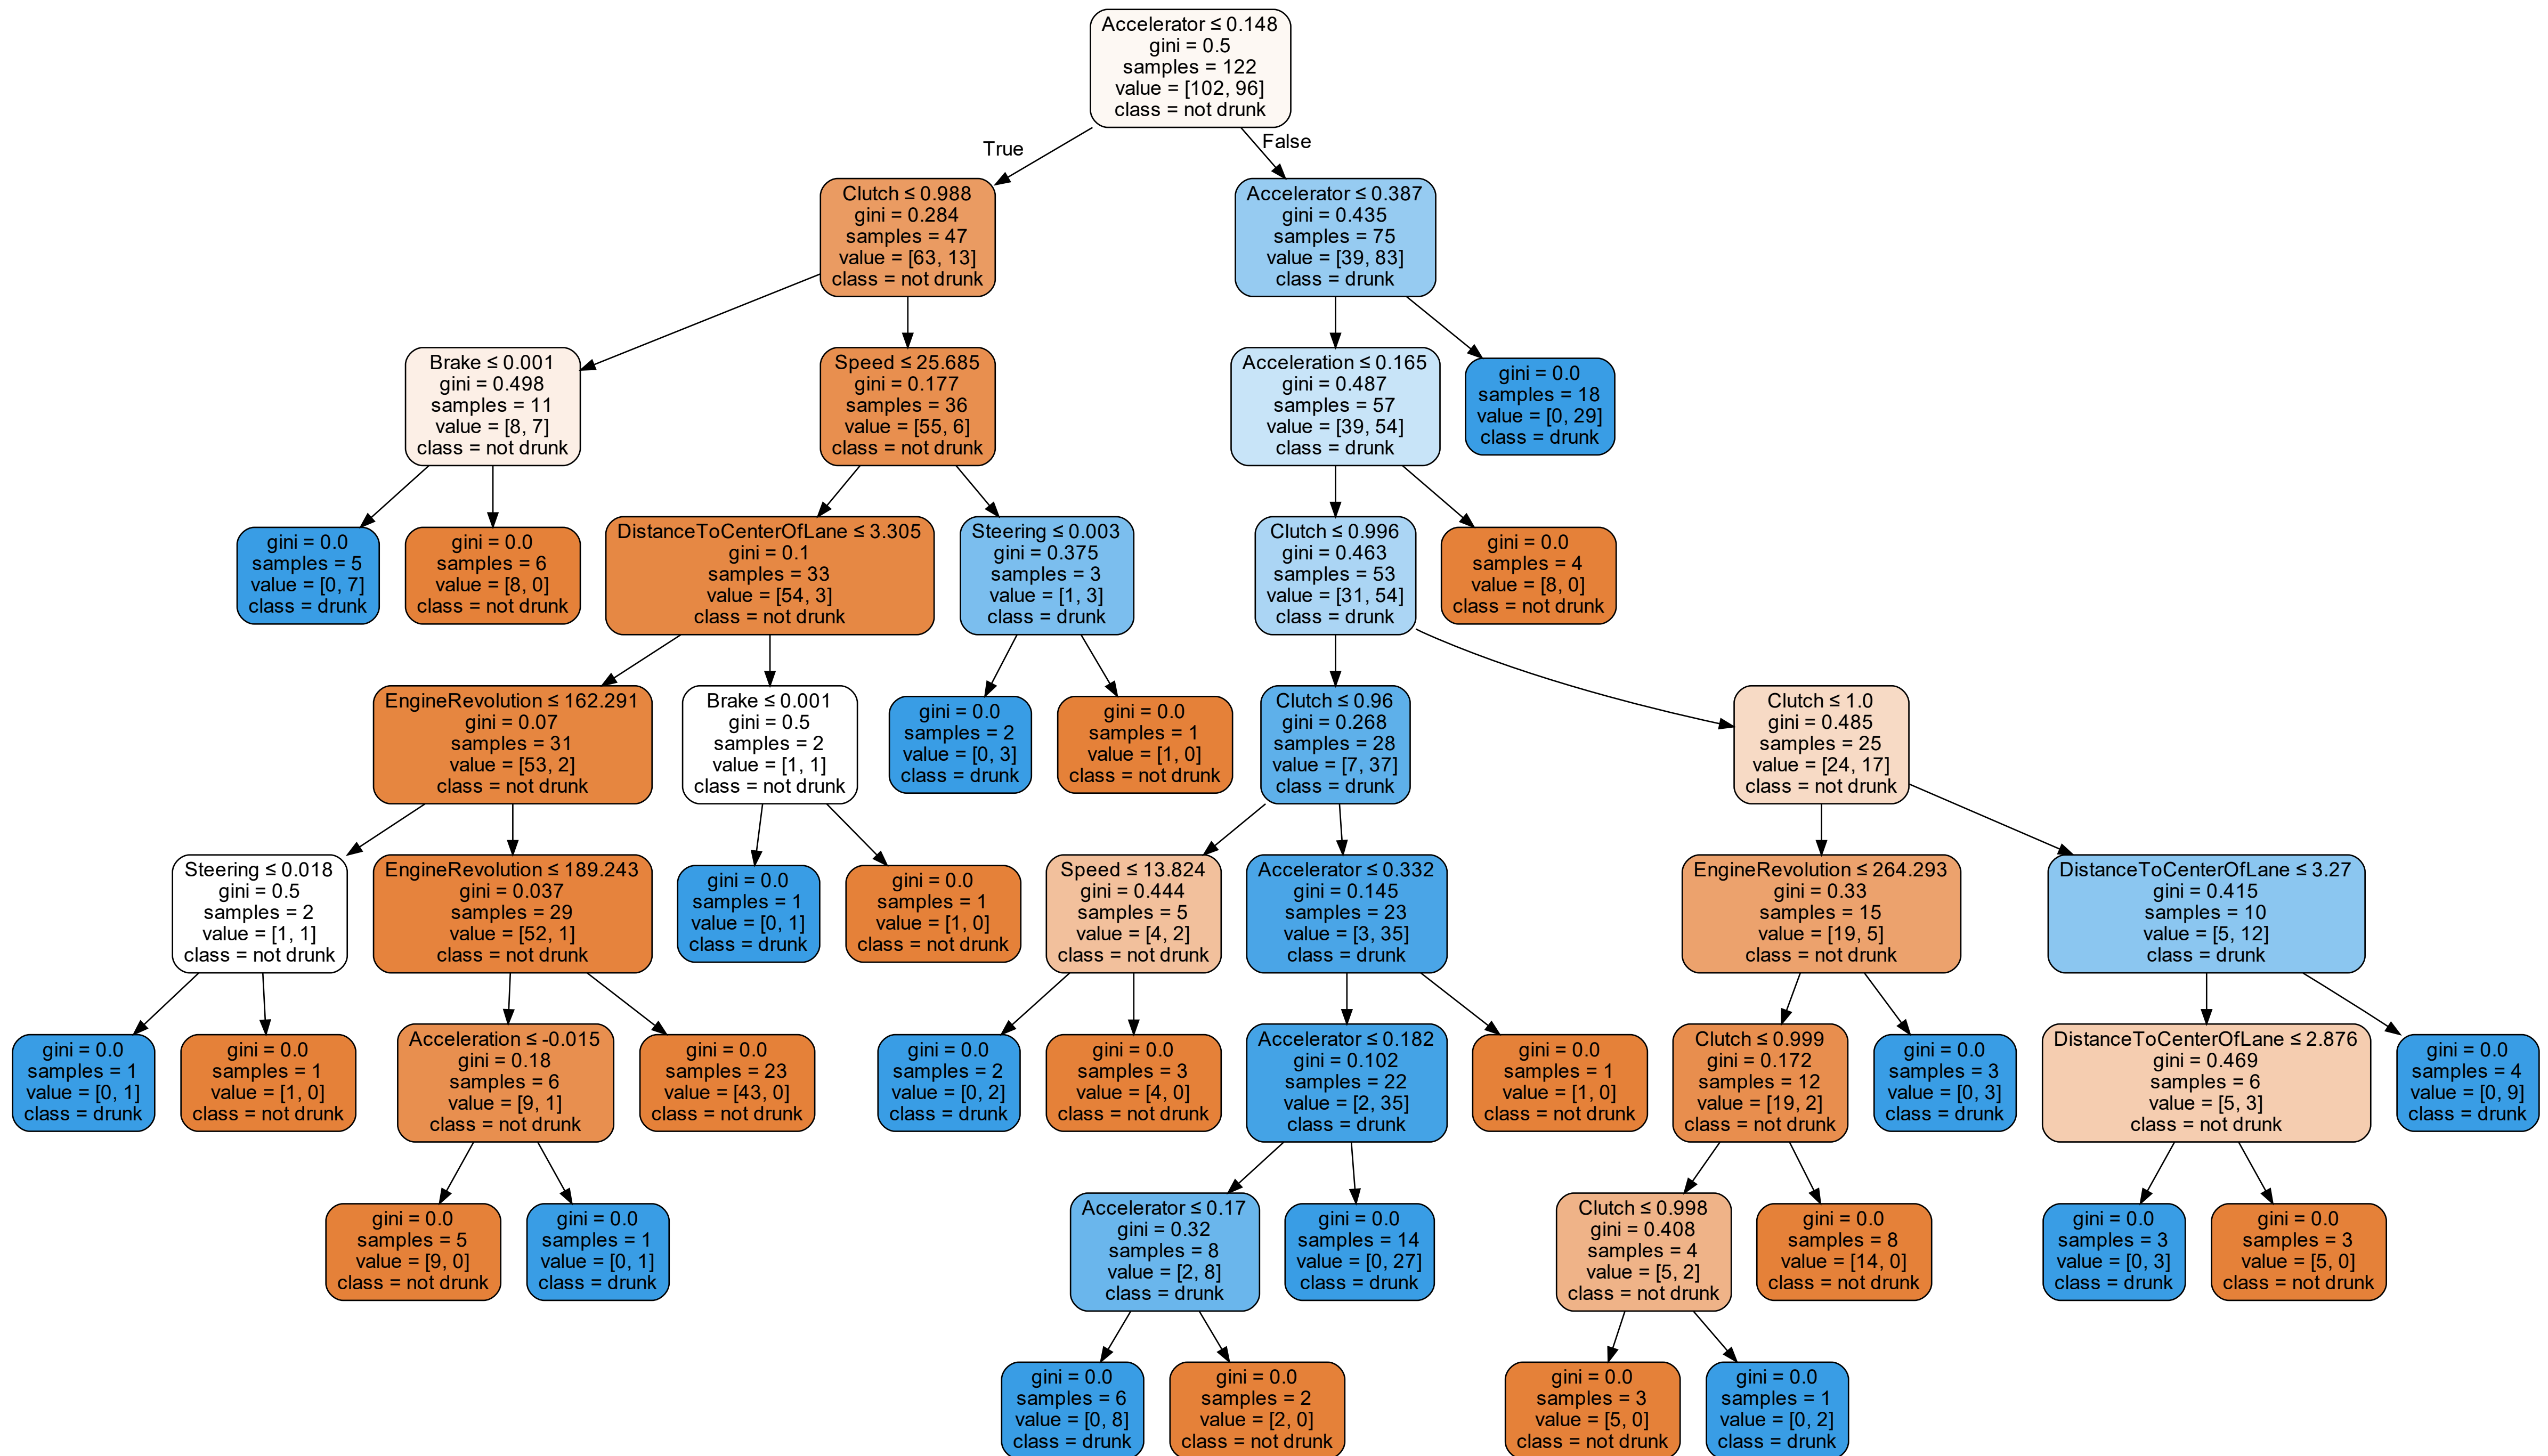 Accelerator ≤ 0.148
gini = 0.5
samples = 122
value = [102, 96]
class = not drunk
True
False
Clutch ≤ 0.988
gini = 0.284
samples = 47
value = [63, 13]
class = not drunk
Accelerator ≤ 0.387
gini = 0.435
samples = 75
value = [39, 83]
class = drunk
Brake ≤ 0.001
gini = 0.498
samples = 11
value = [8, 7]
class = not drunk
Speed ≤ 25.685
gini = 0.177
samples = 36
value = [55, 6]
class = not drunk
Acceleration ≤ 0.165
gini = 0.487
samples = 57
value = [39, 54]
class = drunk
gini = 0.0
samples = 18
value = [0, 29]
class = drunk
gini = 0.0
samples = 5
value = [0, 7]
class = drunk
gini = 0.0
samples = 6
value = [8, 0]
class = not drunk
DistanceToCenterOfLane ≤ 3.305
gini = 0.1
samples = 33
value = [54, 3]
class = not drunk
Steering ≤ 0.003
gini = 0.375
samples = 3
value = [1, 3]
class = drunk
Clutch ≤ 0.996
gini = 0.463
samples = 53
value = [31, 54]
class = drunk
gini = 0.0
samples = 4
value = [8, 0]
class = not drunk
EngineRevolution ≤ 162.291
gini = 0.07
samples = 31
value = [53, 2]
class = not drunk
Brake ≤ 0.001
gini = 0.5
samples = 2
value = [1, 1]
class = not drunk
gini = 0.0
samples = 2
value = [0, 3]
class = drunk
gini = 0.0
samples = 1
value = [1, 0]
class = not drunk
Clutch ≤ 0.96
gini = 0.268
samples = 28
value = [7, 37]
class = drunk
Clutch ≤ 1.0
gini = 0.485
samples = 25
value = [24, 17]
class = not drunk
Steering ≤ 0.018
gini = 0.5
samples = 2
value = [1, 1]
class = not drunk
EngineRevolution ≤ 189.243
gini = 0.037
samples = 29
value = [52, 1]
class = not drunk
gini = 0.0
samples = 1
value = [0, 1]
class = drunk
gini = 0.0
samples = 1
value = [1, 0]
class = not drunk
Speed ≤ 13.824
gini = 0.444
samples = 5
value = [4, 2]
class = not drunk
Accelerator ≤ 0.332
gini = 0.145
samples = 23
value = [3, 35]
class = drunk
EngineRevolution ≤ 264.293
gini = 0.33
samples = 15
value = [19, 5]
class = not drunk
DistanceToCenterOfLane ≤ 3.27
gini = 0.415
samples = 10
value = [5, 12]
class = drunk
gini = 0.0
samples = 1
value = [0, 1]
class = drunk
gini = 0.0
samples = 1
value = [1, 0]
class = not drunk
Acceleration ≤ -0.015
gini = 0.18
samples = 6
value = [9, 1]
class = not drunk
gini = 0.0
samples = 23
value = [43, 0]
class = not drunk
gini = 0.0
samples = 2
value = [0, 2]
class = drunk
gini = 0.0
samples = 3
value = [4, 0]
class = not drunk
Accelerator ≤ 0.182
gini = 0.102
samples = 22
value = [2, 35]
class = drunk
gini = 0.0
samples = 1
value = [1, 0]
class = not drunk
Clutch ≤ 0.999
gini = 0.172
samples = 12
value = [19, 2]
class = not drunk
gini = 0.0
samples = 3
value = [0, 3]
class = drunk
DistanceToCenterOfLane ≤ 2.876
gini = 0.469
samples = 6
value = [5, 3]
class = not drunk
gini = 0.0
samples = 4
value = [0, 9]
class = drunk
gini = 0.0
samples = 5
value = [9, 0]
class = not drunk
gini = 0.0
samples = 1
value = [0, 1]
class = drunk
Accelerator ≤ 0.17
gini = 0.32
samples = 8
value = [2, 8]
class = drunk
gini = 0.0
samples = 14
value = [0, 27]
class = drunk
Clutch ≤ 0.998
gini = 0.408
samples = 4
value = [5, 2]
class = not drunk
gini = 0.0
samples = 8
value = [14, 0]
class = not drunk
gini = 0.0
samples = 3
value = [0, 3]
class = drunk
gini = 0.0
samples = 3
value = [5, 0]
class = not drunk
gini = 0.0
samples = 6
value = [0, 8]
class = drunk
gini = 0.0
samples = 2
value = [2, 0]
class = not drunk
gini = 0.0
samples = 3
value = [5, 0]
class = not drunk
gini = 0.0
samples = 1
value = [0, 2]
class = drunk